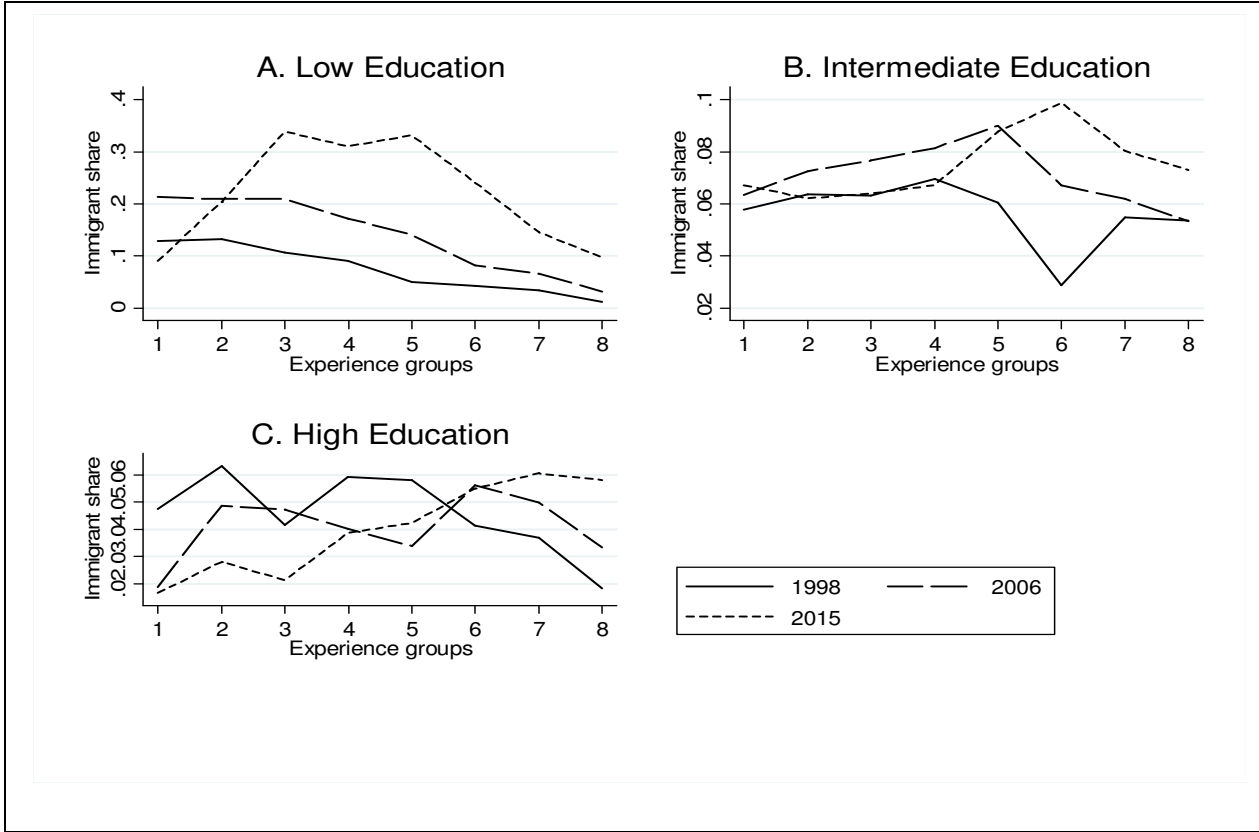 A. Low Education
Immigrant share
.4
.3
.2
.1
0
1 2 3 4 5 6 7 8
Experience groups
B. Intermediate Education
Immigrant share
.1
.08
.06
.04
.02
1 2 3 4 5 6 7 8
Experience groups
C. High Education
Immigrant share
.02.03.04.05.06
1 2 3 4 5 6 7 8
Experience groups
1998 2006
2015